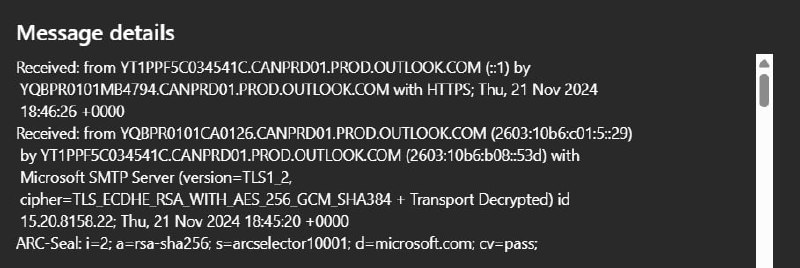 Message details
Received: from YT1PPF5C034541C.CANPRD01.PROD.OUTLOOK.COM (::1) by
YQBPR0101MB4794.CANPRD01.PROD.OUTLOOK.COM with HTTPS; Thu, 21 Nov 2024
18:46:26 +0000
Received: from YQBPR0101CA0126.CANPRD01.PROD.OUTLOOK.COM (2603:10b6:c01:5::29)
by YT1PPF5C034541C.CANPRD01.PROD.OUTLOOK.COM (2603:10b6:b08::53d) with
Microsoft SMTP Server (version=TLS1_2,
cipher=TLS_ECDHE_RSA_WITH_AES_256_GCM_SHA384 + Transport Decrypted) id
15.20.8158.22; Thu, 21 Nov 2024 18:45:20 +0000
ARC-Seal: i=2; a=rsa-sha256; s=arcselector10001; d=microsoft.com; cv=pass;